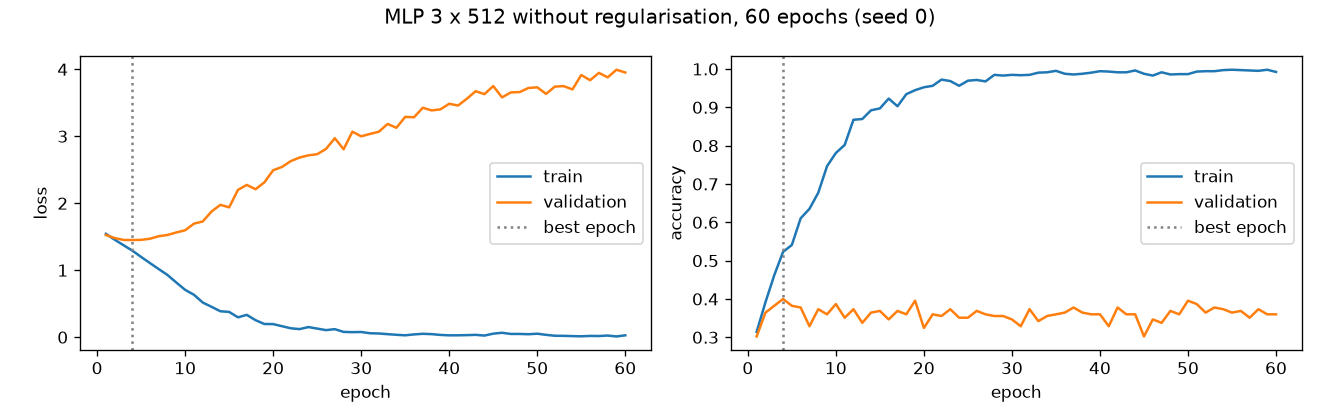 MLP 3 x 512 without regularisation, 60 epochs (seed 0)
4
3
2
1
0
loss
train
validation
best epoch
0 10 20 30 40 50 60
epoch
1.0
0.9
0.8
0.7
0.6
0.5
0.4
0.3
accuracy
train
validation
best epoch
0 10 20 30 40 50 60
epoch